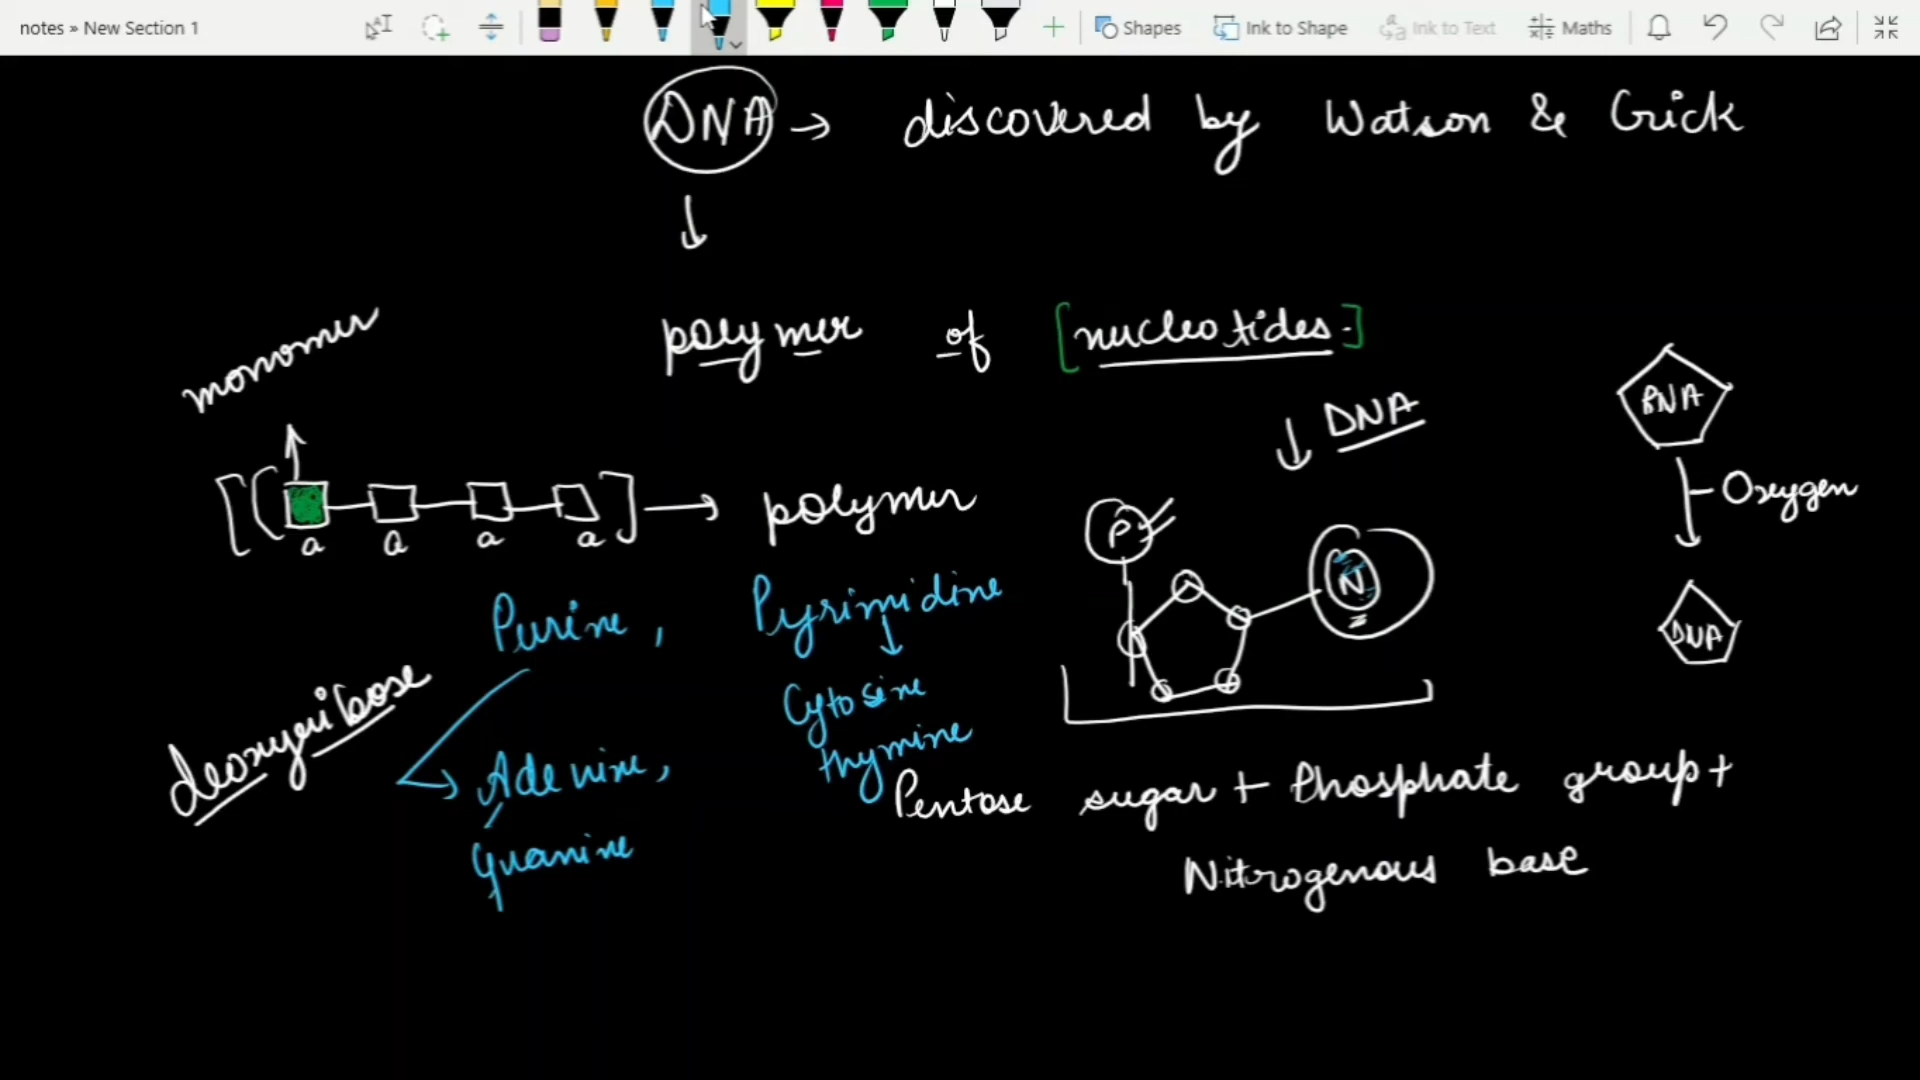 notes » New Section 1
Shapes
Ink to Shape
Ink to Text
Maths
DNA → discovered by Watson & Crick
↓
polymer of [nucleotides.]
monomer
↓ DNA
RNA
Oxygen
DNA
a a a a
→ polymer
P
N
Purine, Pyrimidine
Cytosine
thymine
deoxyribose
Adenine,
Guanine
Pentose sugar + Phosphate group +
Nitrogenous base